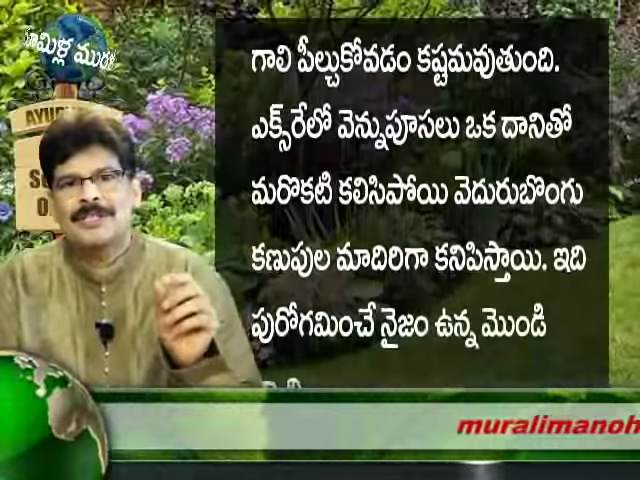 గాలి పీల్చుకోవడం కష్టమవుతుంది.
ఎక్స్‌రేలో వెన్నుపూసలు ఒక దానితో
మరొకటి కలిసిపోయి వెదురుబొంగు
కణుపుల మాదిరిగా కనిపిస్తాయి. ఇది
పురోగమించే నైజం ఉన్న మొండి
muralimanoh